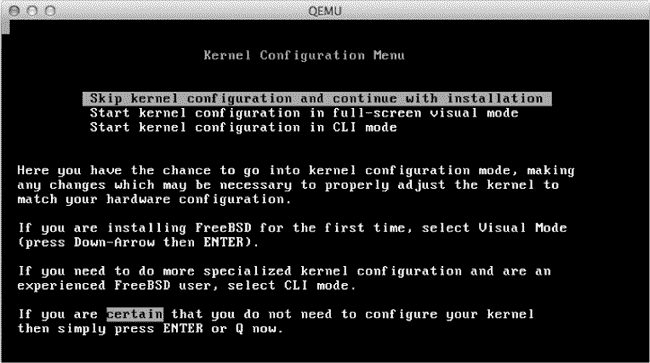 QEMU
Kernel Configuration Menu
Skip kernel configuration and continue with installation
Start kernel configuration in full-screen visual mode
Start kernel configuration in CLI mode
Here you have the chance to go into kernel configuration mode, making
any changes which may be necessary to properly adjust the kernel to
match your hardware configuration.
If you are installing FreeBSD for the first time, select Visual Mode
(press Down-Arrow then ENTER).
If you need to do more specialized kernel configuration and are an
experienced FreeBSD user, select CLI mode.
If you are certain that you do not need to configure your kernel
then simply press ENTER or Q now.